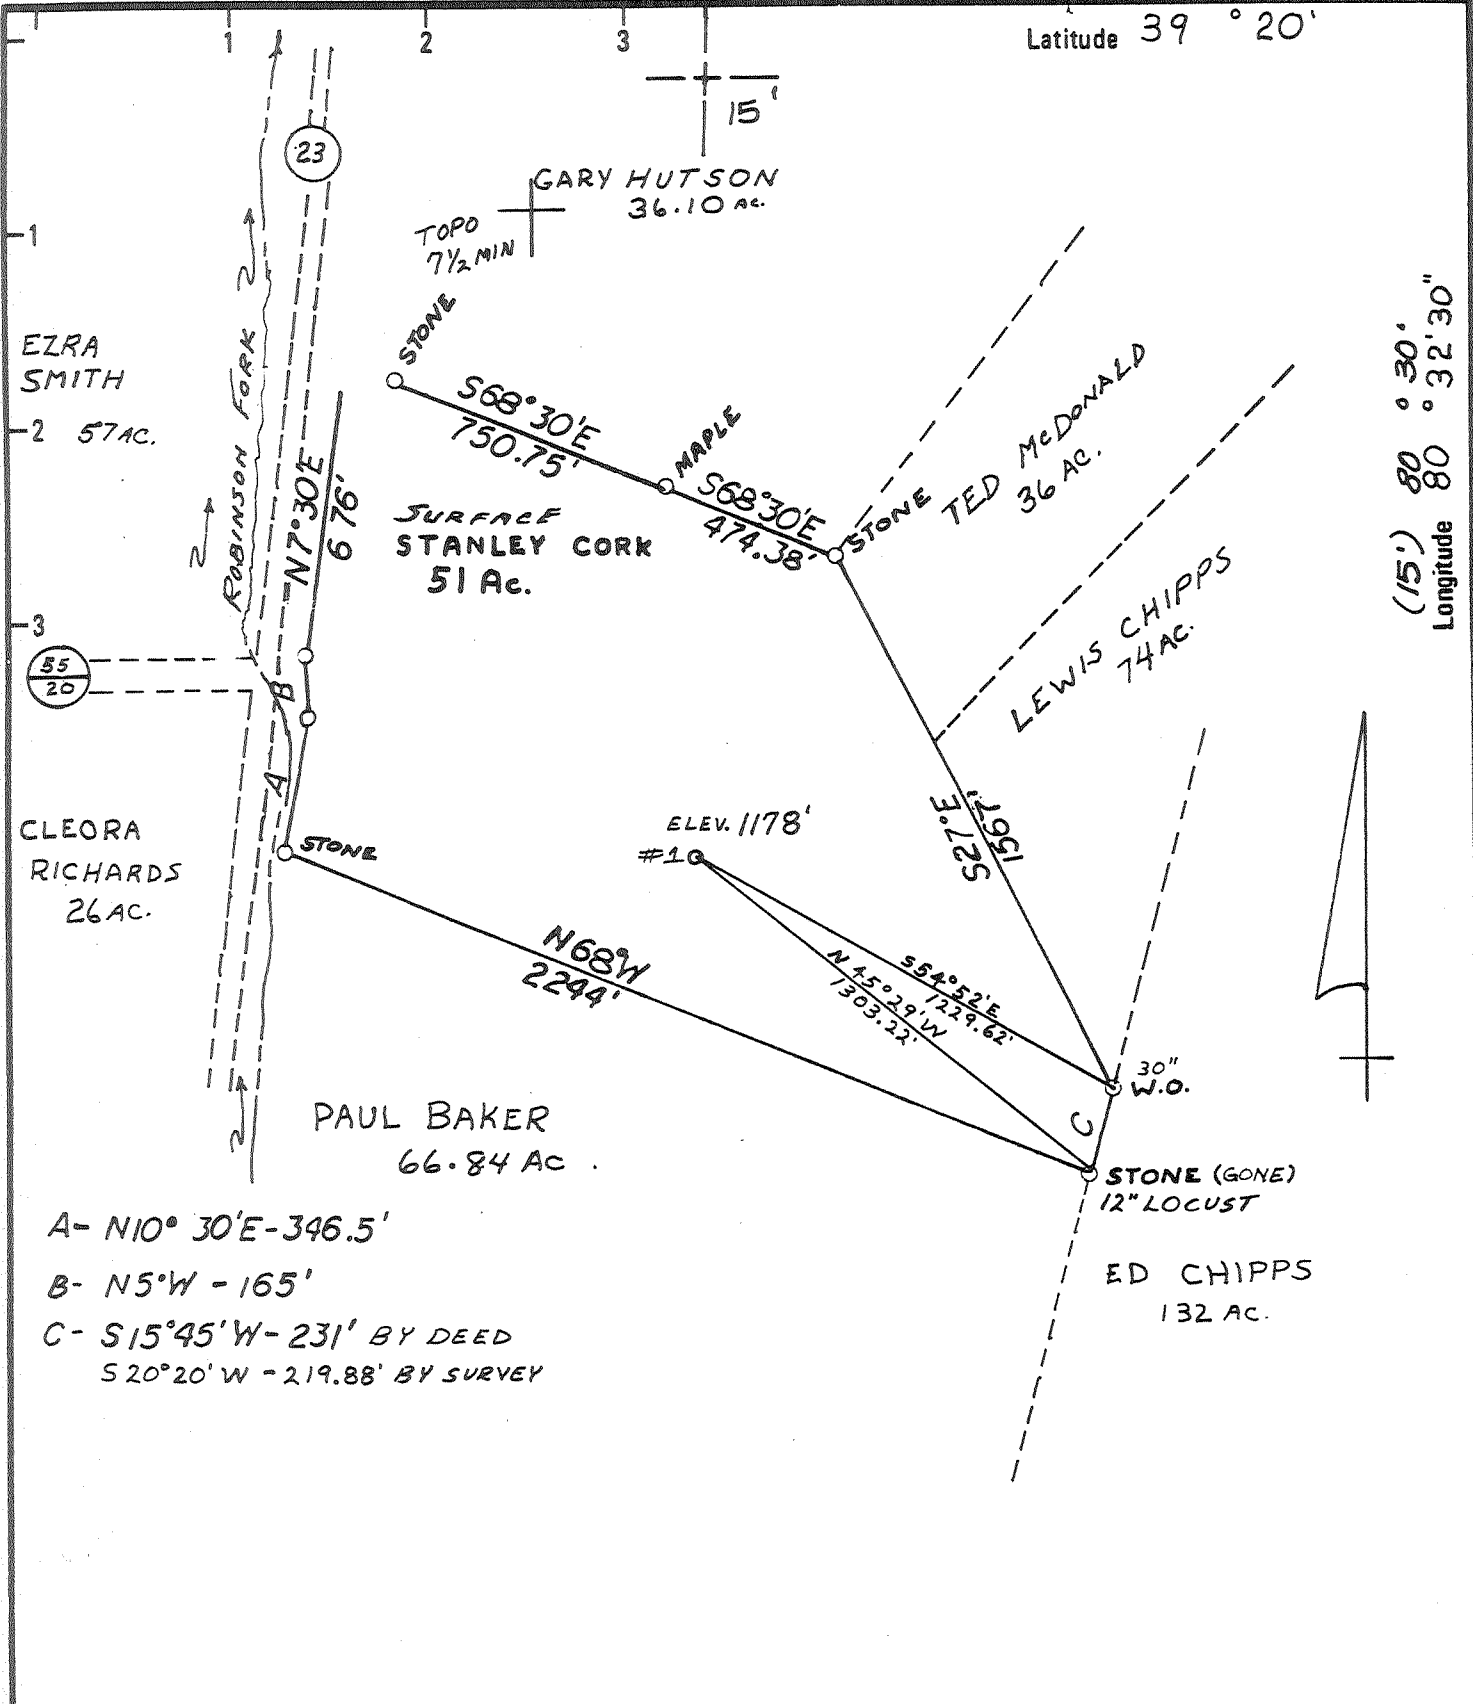 1
2
3
Latitude 39 ° 20'
15'
23
GARY HUTSON
36.10 AC.
TOPO
7½ MIN
1
2
3
EZRA
SMITH
57 AC.
ROBINSON FORK
STONE
S68°30'E
750.75'
MAPLE
S68°30'E
474.38'
STONE
TED McDONALD
36 AC.
(15') 80 ° 30'
Longitude 80 ° 32'30"
N7°30'E
676'
SURFACE
STANLEY CORK
51 Ac.
LEWIS CHIPPS
74 AC.
55
20
B
A
S27°E
1567'
CLEORA
RICHARDS
26 AC.
STONE
ELEV. 1178'
#1
N68°W
2244'
S54°52'E
1229.62'
N45°29'W
1303.22'
30"
W.O.
C
PAUL BAKER
66.84 AC.
STONE (GONE)
12" LOCUST
A- N10° 30'E-346.5'
B- N5°W - 165'
C- S15°45'W- 231' BY DEED
S20°20'W - 219.88' BY SURVEY
ED CHIPPS
132 AC.